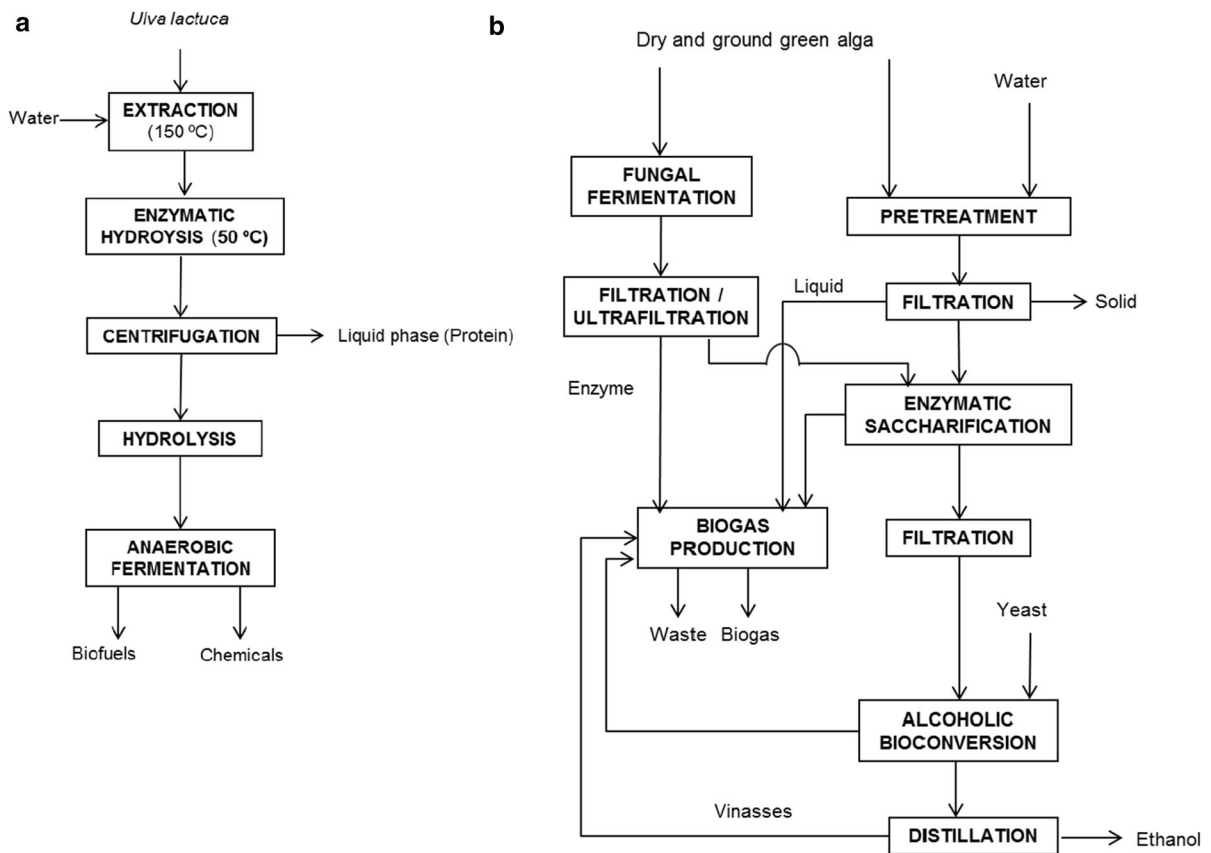 a
Ulva lactuca
Water
EXTRACTION
(150 ºC)
ENZYMATIC
HYDROYSIS (50 ºC)
CENTRIFUGATION
Liquid phase (Protein)
HYDROLYSIS
ANAEROBIC
FERMENTATION
Biofuels
Chemicals
b
Dry and ground green alga
Water
FUNGAL
FERMENTATION
PRETREATMENT
FILTRATION /
ULTRAFILTRATION
Liquid
FILTRATION
Solid
Enzyme
ENZYMATIC
SACCHARIFICATION
BIOGAS
PRODUCTION
FILTRATION
Waste
Biogas
Yeast
ALCOHOLIC
BIOCONVERSION
Vinasses
DISTILLATION
Ethanol